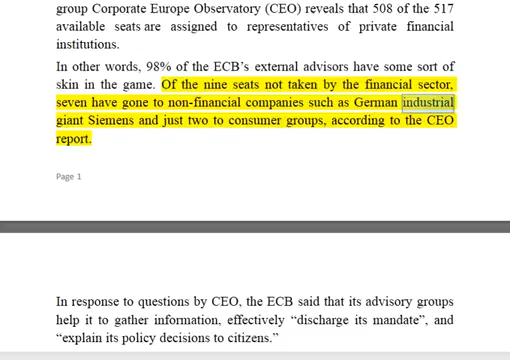 group Corporate Europe Observatory (CEO) reveals that 508 of the 517
available seats are assigned to representatives of private financial
institutions.
In other words, 98% of the ECB’s external advisors have some sort of
skin in the game. Of the nine seats not taken by the financial sector,
seven have gone to non-financial companies such as German industrial
giant Siemens and just two to consumer groups, according to the CEO
report.
Page 1
In response to questions by CEO, the ECB said that its advisory groups
help it to gather information, effectively “discharge its mandate”, and
“explain its policy decisions to citizens.”